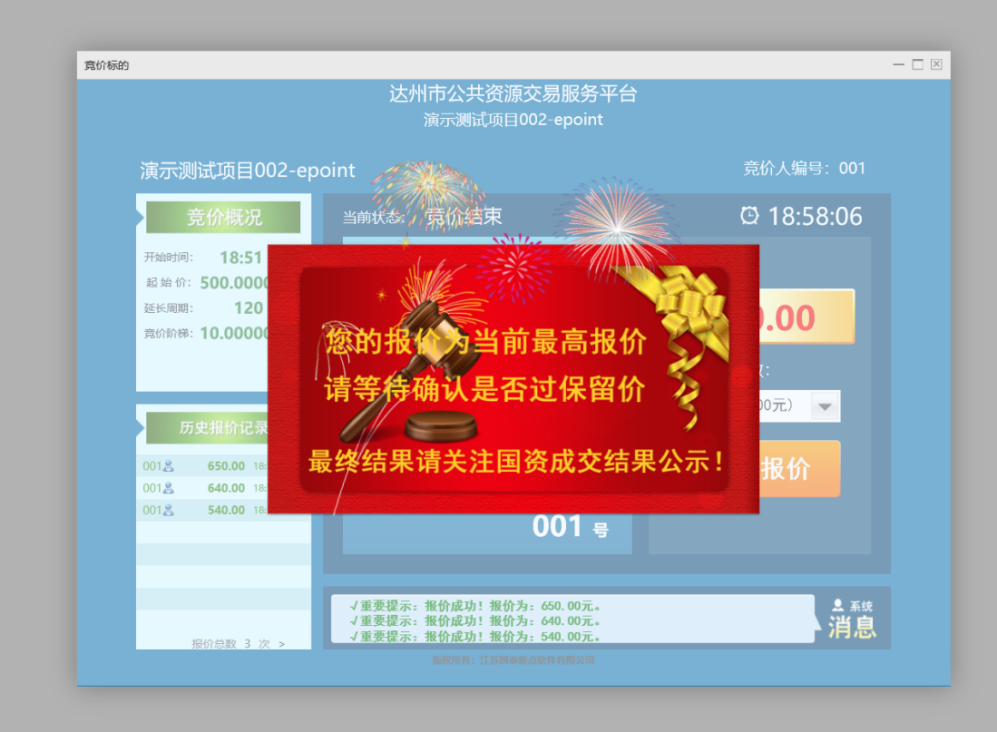 竞价标的
达州市公共资源交易服务平台
演示测试项目002-epoint
演示测试项目002-epoint
竞价人编号：001
竞价概况
开始时间： 18:51
起 始 价： 500.0000
延长周期： 120
竞价阶梯： 10.00000
当前状态： 竞价结束
18:58:06
您的报价为当前最高报价
请等待确认是否过保留价
最终结果请关注国资成交结果公示！
.00
00元）
报价
001 号
历史报价记录
001 650.00 18:
001 640.00 18:
001 540.00 18:
报价总数 3 次 >
√重要提示：报价成功！报价为：650.00元。
√重要提示：报价成功！报价为：640.00元。
√重要提示：报价成功！报价为：540.00元。
系统
消息